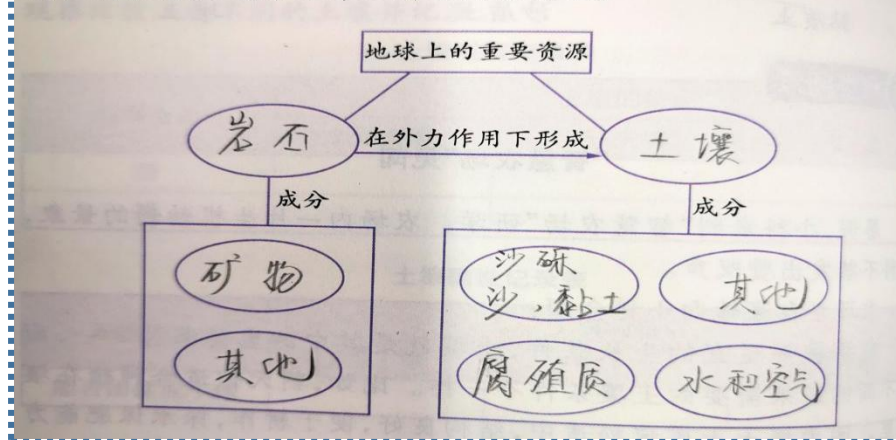 地球上的重要资源
岩石
在外力作用下形成
土壤
成分
成分
矿物
沙砾
沙,黏土
其他
其他
腐殖质
水和空气